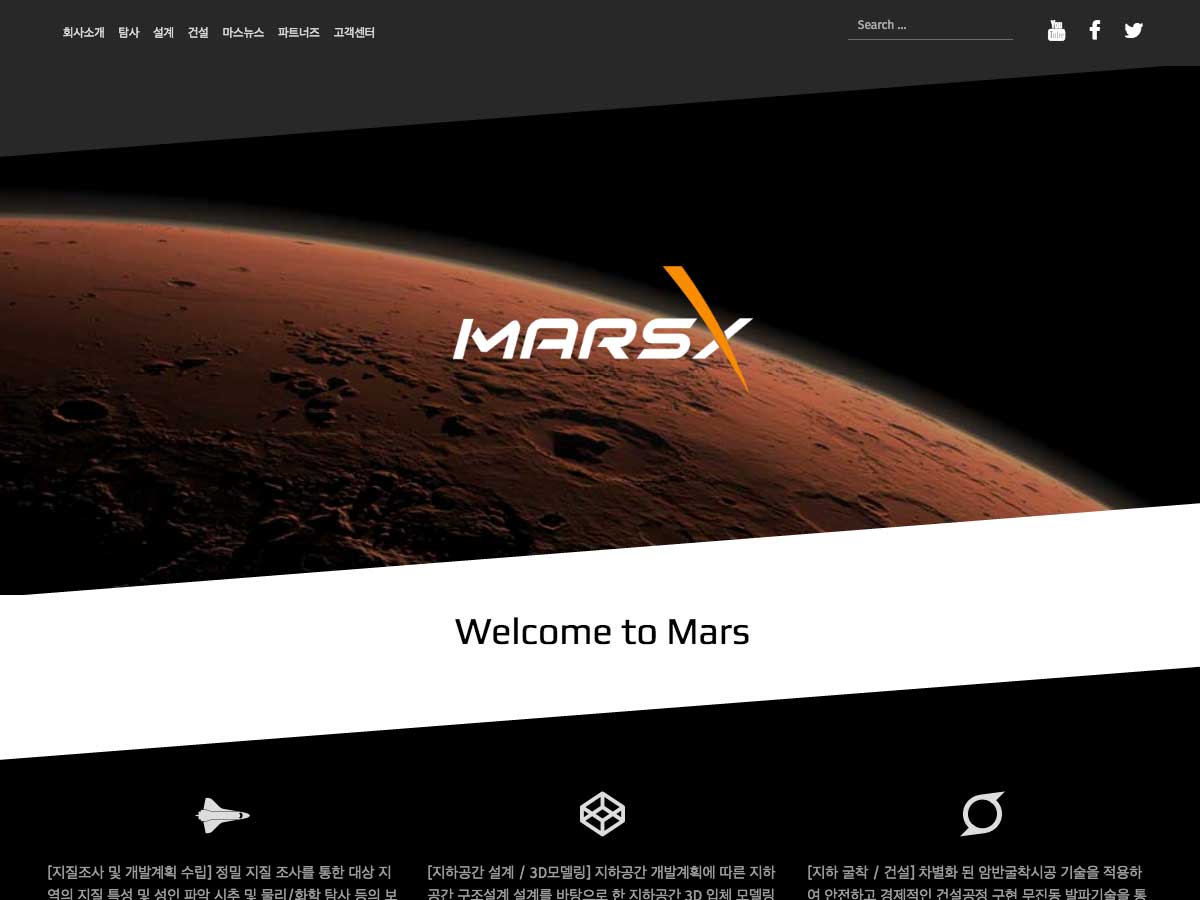 회사소개 탐사 설계 건설 마스뉴스 파트너즈 고객센터
Search ...
You
Tube
MARSX
Welcome to Mars
[지질조사 및 개발계획 수립] 정밀 지질 조사를 통한 대상 지
역의 지질 특성 및 성인 파악 시추 및 물리/화학 탐사 등의 보
[지하공간 설계 / 3D모델링] 지하공간 개발계획에 따른 지하
공간 구조설계 설계를 바탕으로 한 지하공간 3D 입체 모델링
[지하 굴착 / 건설] 차별화 된 암반굴착시공 기술을 적용하
여 안전하고 경제적인 건설공정 구현 무진동 발파기술을 통